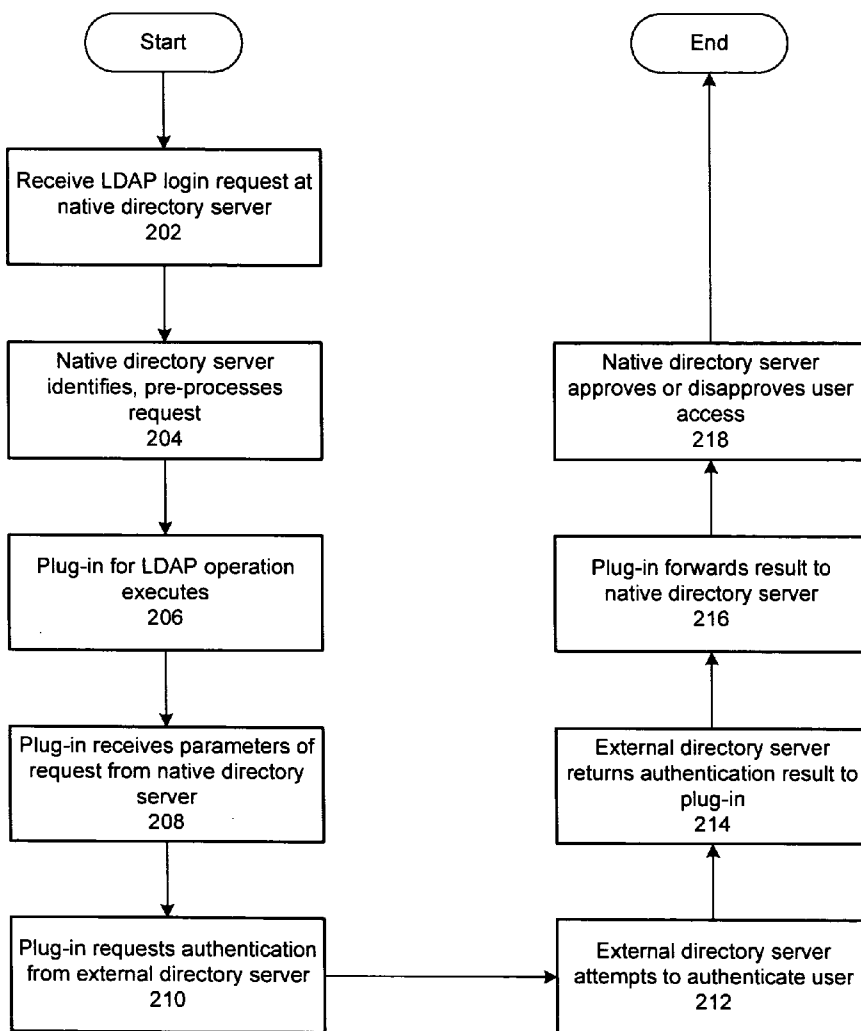 Start
Receive LDAP login request at
native directory server
202
Native directory server
identifies, pre-processes
request
204
Plug-in for LDAP operation
executes
206
Plug-in receives parameters of
request from native directory
server
208
Plug-in requests authentication
from external directory server
210
External directory server
attempts to authenticate user
212
External directory server
returns authentication result to
plug-in
214
Plug-in forwards result to
native directory server
216
Native directory server
approves or disapproves user
access
218
End